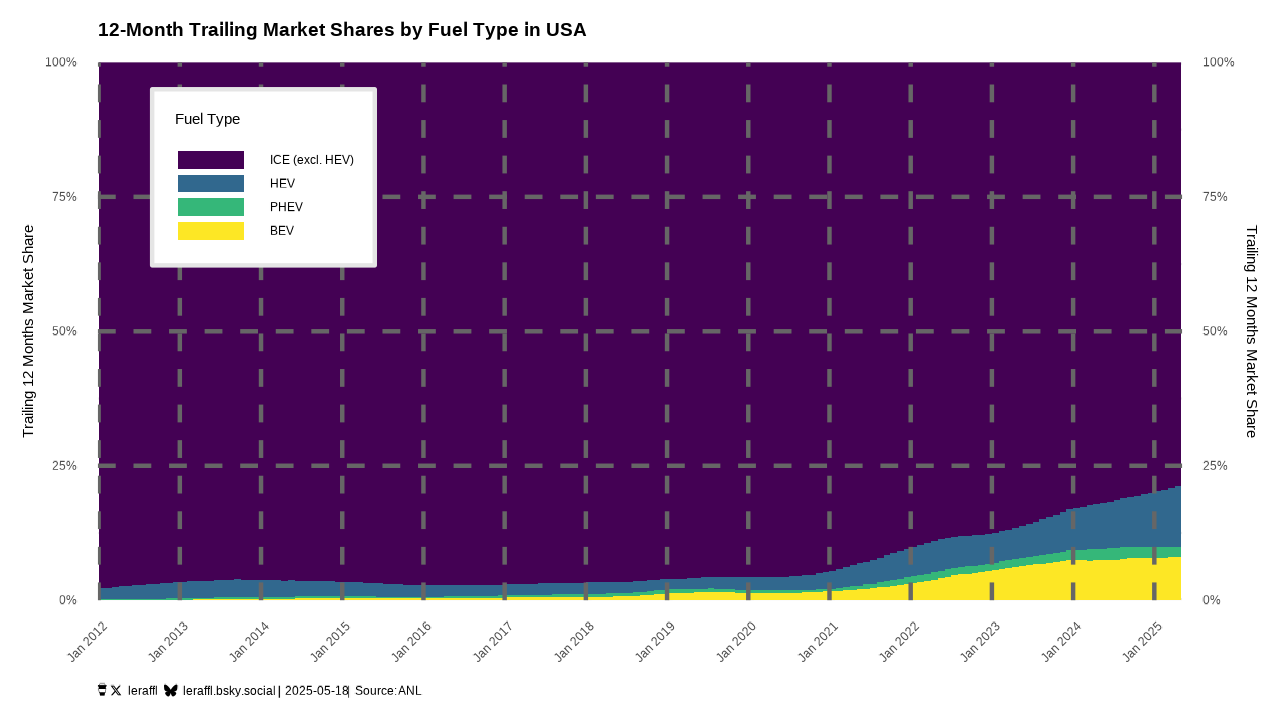 12-Month Trailing Market Shares by Fuel Type in USA
100%
75%
50%
25%
0%
Trailing 12 Months Market Share
Fuel Type
ICE (excl. HEV)
HEV
PHEV
BEV
100%
75%
50%
25%
0%
Trailing 12 Months Market Share
Jan 2012
Jan 2013
Jan 2014
Jan 2015
Jan 2016
Jan 2017
Jan 2018
Jan 2019
Jan 2020
Jan 2021
Jan 2022
Jan 2023
Jan 2024
Jan 2025
leraffl leraffl.bsky.social | 2025-05-18 | Source: ANL